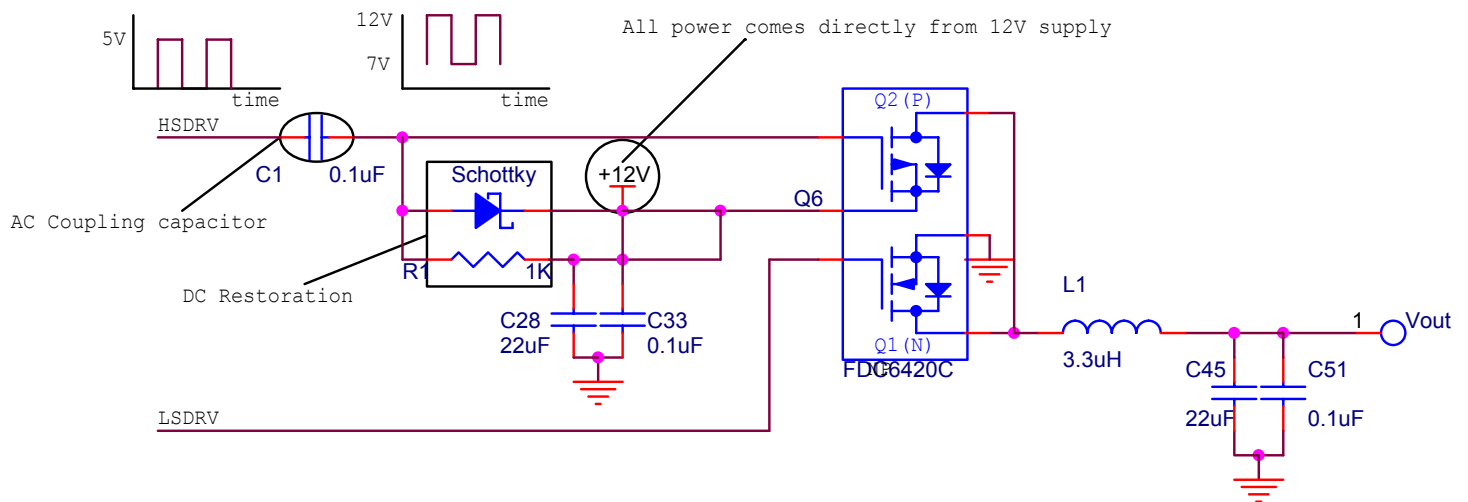 12V
All power comes directly from 12V supply
5V
7V
Q2(P)
time
time
HSDRV
C1
0.1uF
Schottky
+12V
Q6
AC Coupling capacitor
R1
1K
L1
DC Restoration
C28
C33
1
Vout
22uF
0.1uF
Q1(N)
3.3uH
FDC6420C
C45
C51
LSDRV
22uF
0.1uF